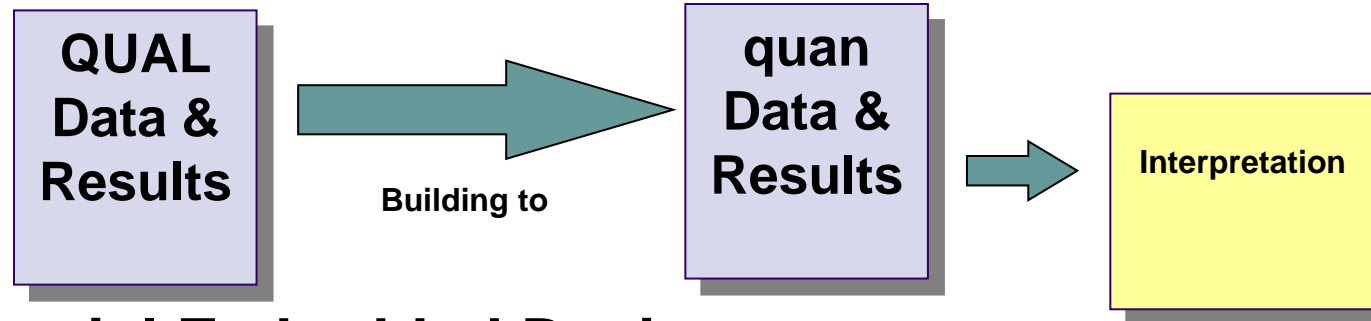 QUAL
Data &
Results
Building to
quan
Data &
Results
Interpretation